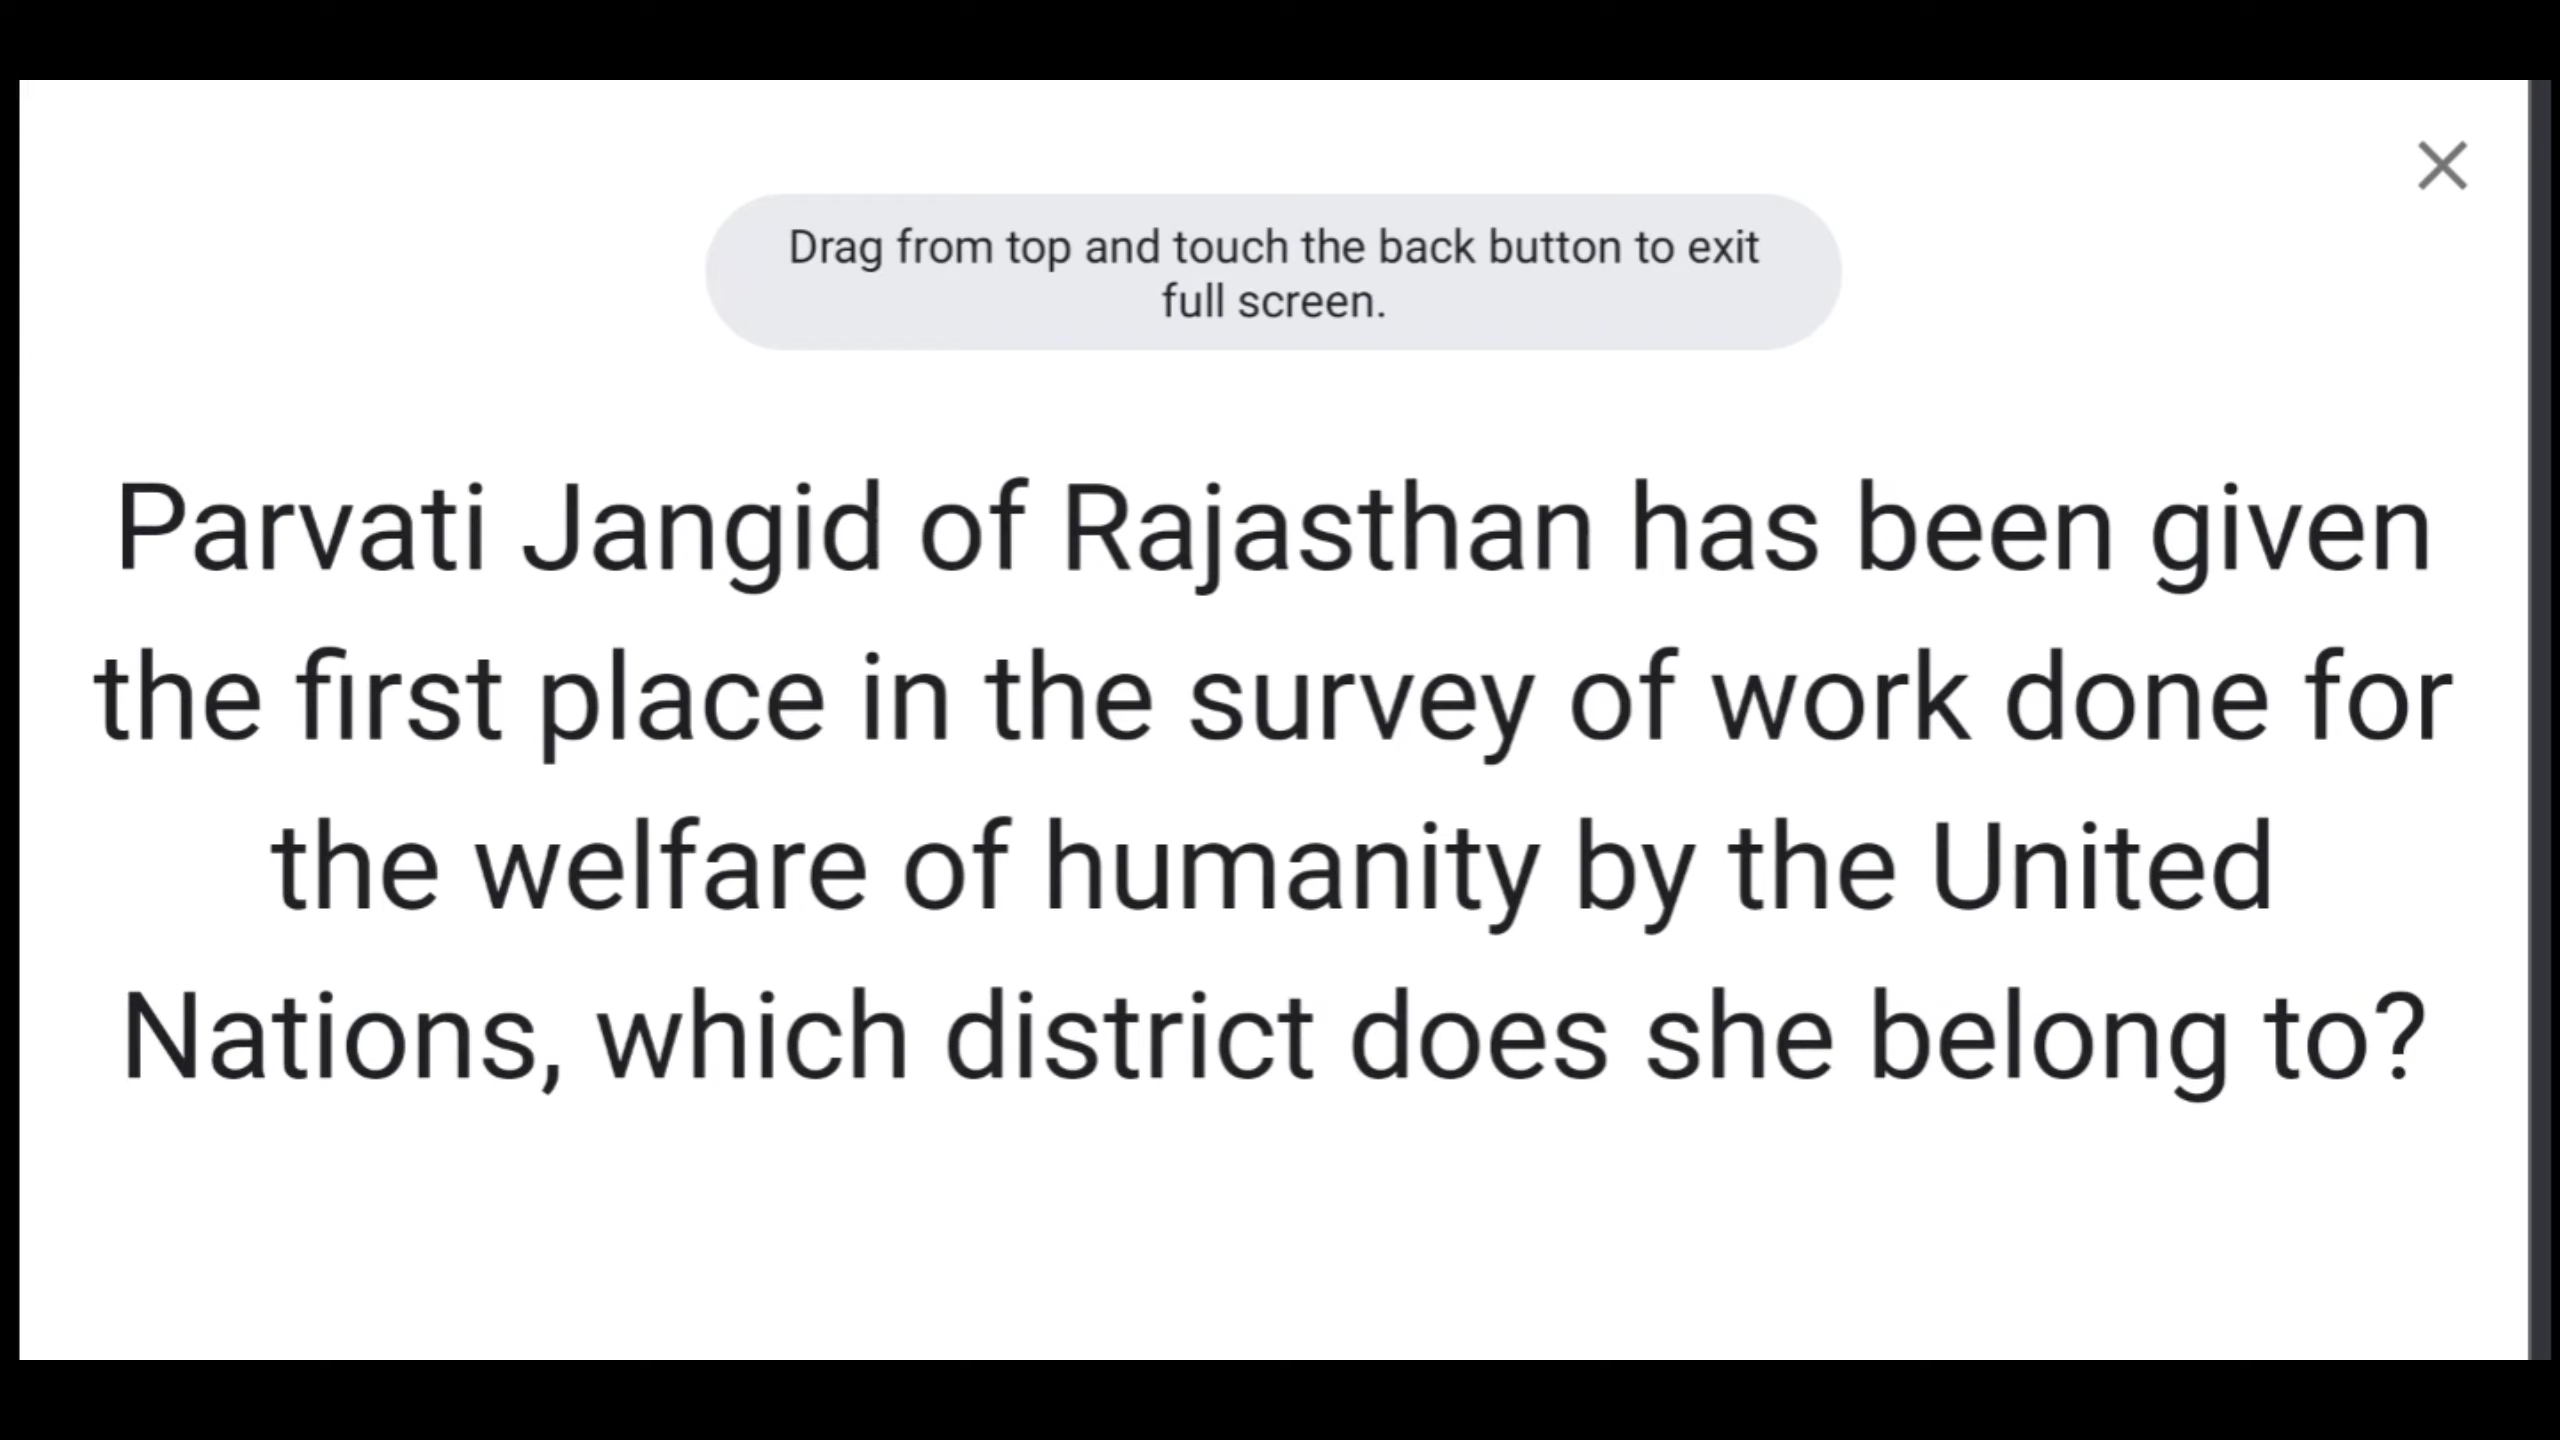 Drag from top and touch the back button to exit
full screen.
Parvati Jangid of Rajasthan has been given
the first place in the survey of work done for
the welfare of humanity by the United
Nations, which district does she belong to?